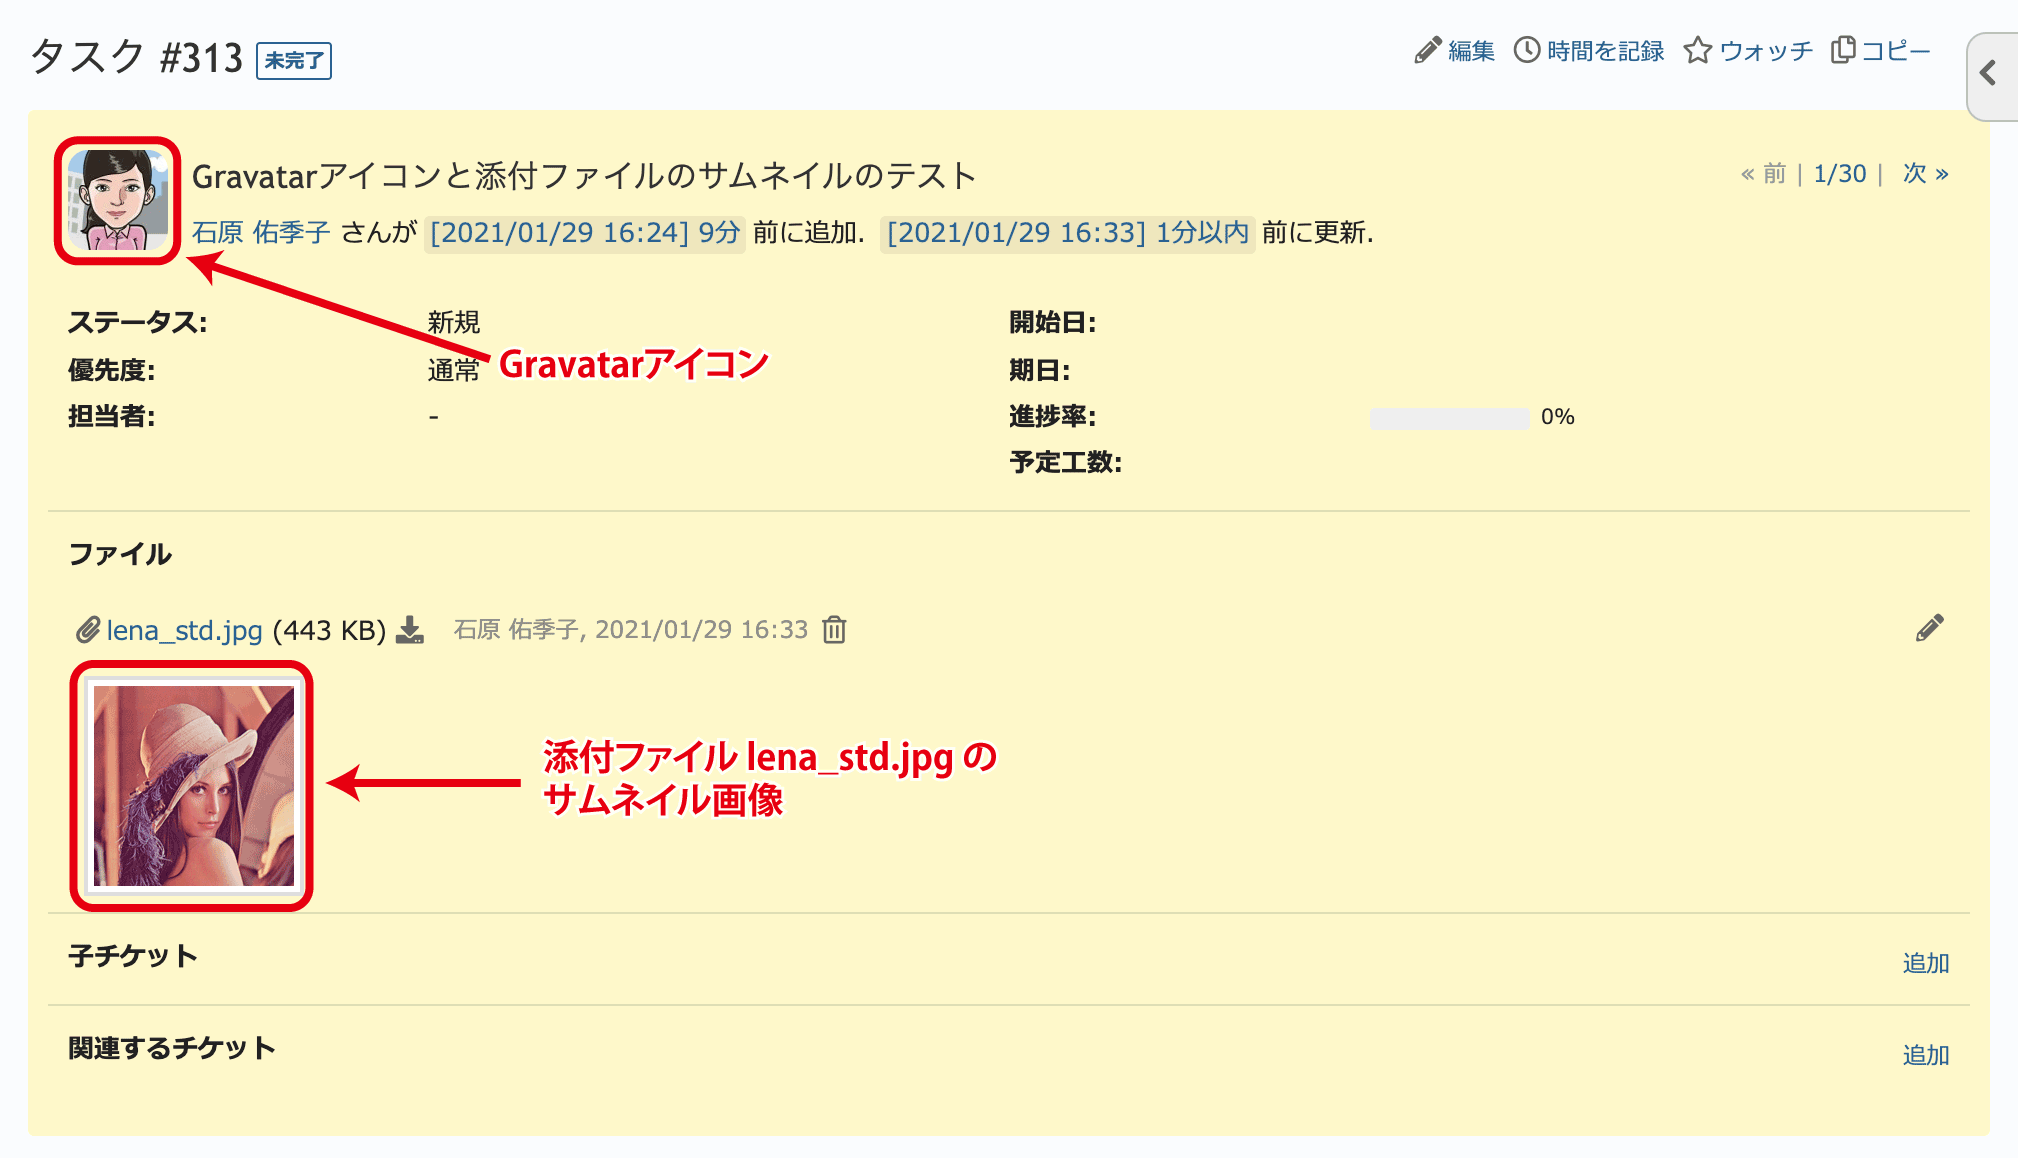 タスク #313 未完了
編集 時間を記録 ウォッチ コピー
Gravatarアイコンと添付ファイルのサムネイルのテスト
« 前 | 1/30 | 次 »
石原 佑季子 さんが [2021/01/29 16:24] 9分 前に追加. [2021/01/29 16:33] 1分以内 前に更新.
ステータス: 新規
開始日:
優先度: 通常
Gravatarアイコン
期日:
担当者: -
進捗率: 0%
予定工数:
ファイル
lena_std.jpg (443 KB) 石原 佑季子, 2021/01/29 16:33
添付ファイル lena_std.jpg の
サムネイル画像
子チケット
追加
関連するチケット
追加